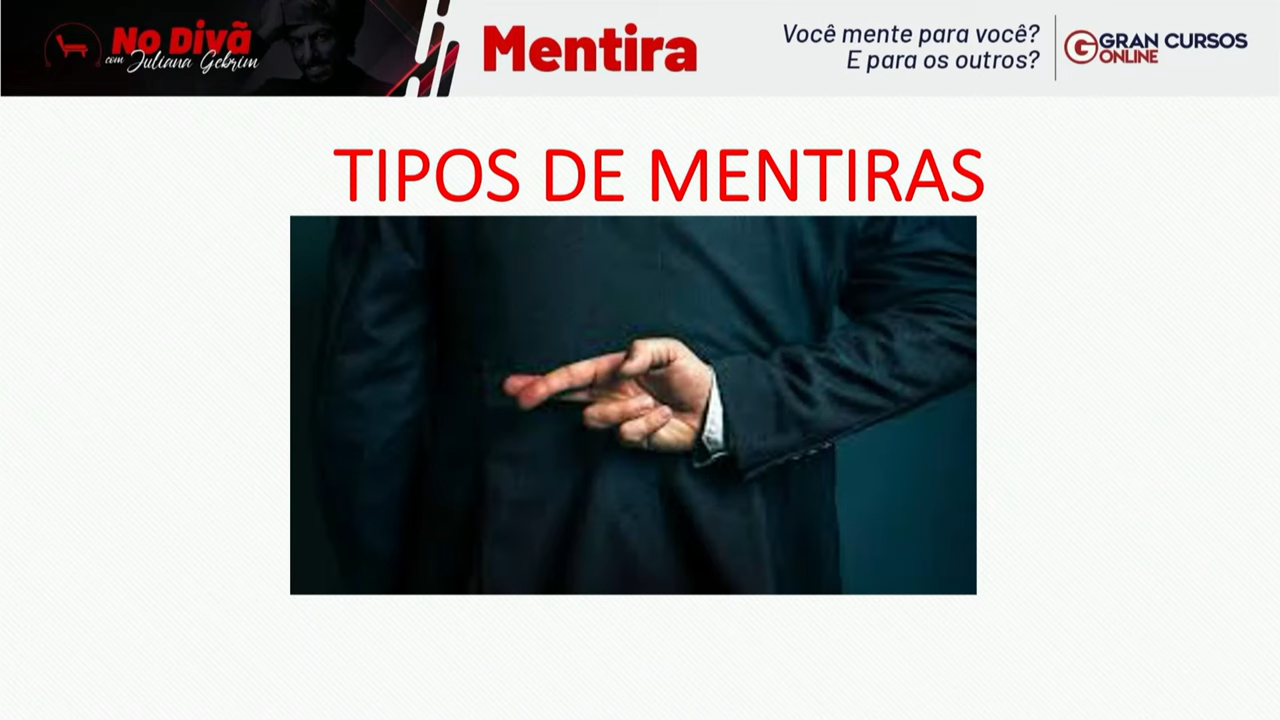 No Divã
com Juliana Gebrim
Mentira
Você mente para você?
E para os outros?
G GRAN CURSOS
ONLINE
TIPOS DE MENTIRAS